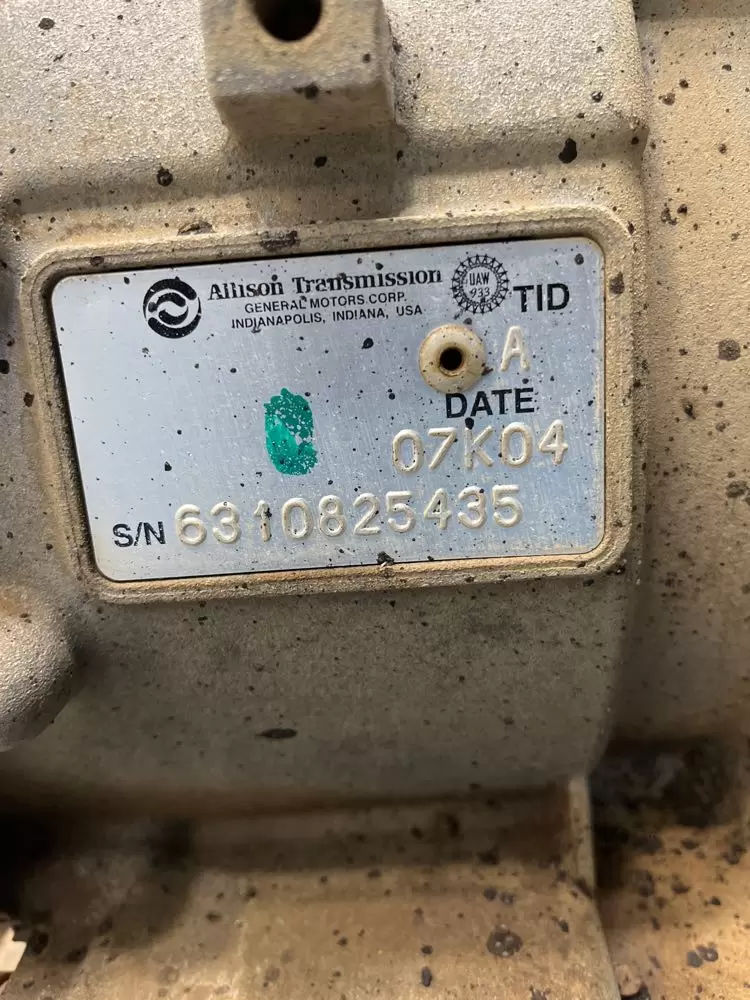 Allison Transmission
GENERAL MOTORS CORP.
INDIANAPOLIS, INDIANA, USA
UAW
933
TID
A
DATE
07K04
S/N 6310825435